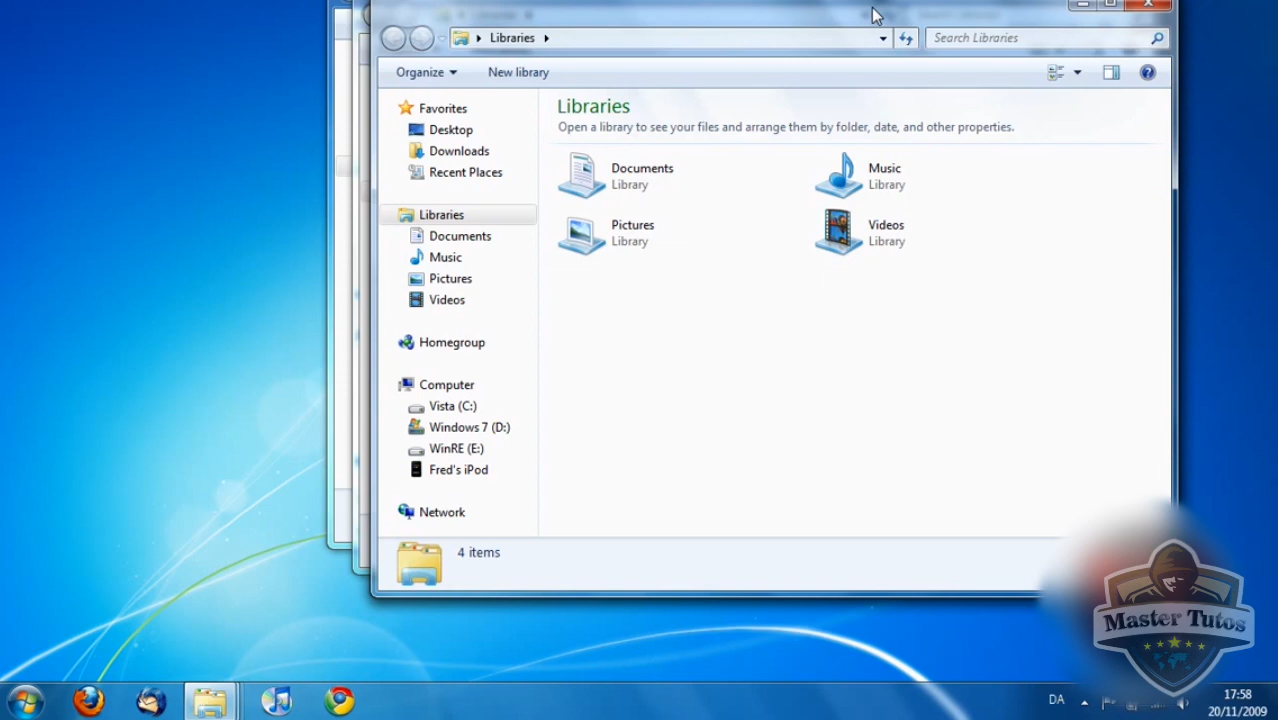 Libraries
Search Libraries
Organize
New library
Favorites
Desktop
Downloads
Recent Places
Libraries
Documents
Music
Pictures
Videos
Homegroup
Computer
Vista (C:)
Windows 7 (D:)
WinRE (E:)
Fred's iPod
Network
Libraries
Open a library to see your files and arrange them by folder, date, and other properties.
Documents
Library
Music
Library
Pictures
Library
Videos
Library
4 items
Master Tutos
DA
17:58
20/11/2009